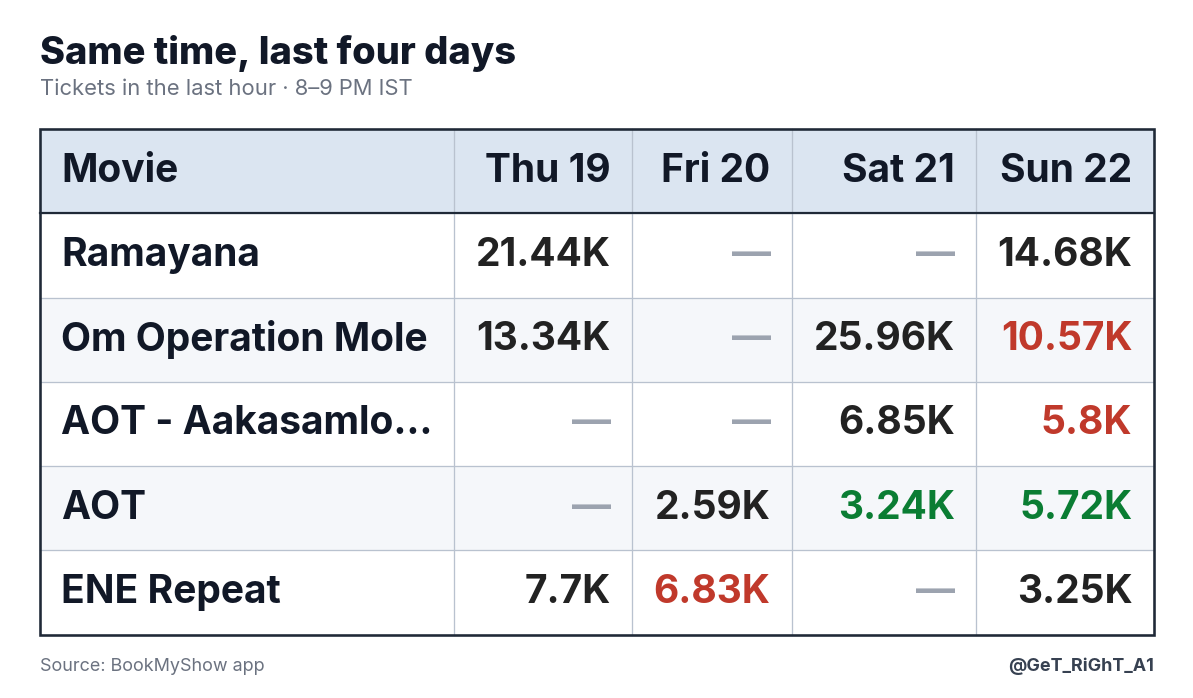 Same time, last four days
Tickets in the last hour · 8–9 PM IST
Movie Thu 19 Fri 20 Sat 21 Sun 22
Ramayana 21.44K — — 14.68K
Om Operation Mole 13.34K — 25.96K 10.57K
AOT - Aakasamlo... — — 6.85K 5.8K
AOT — 2.59K 3.24K 5.72K
ENE Repeat 7.7K 6.83K — 3.25K
Source: BookMyShow app @GeT_RiGhT_A1